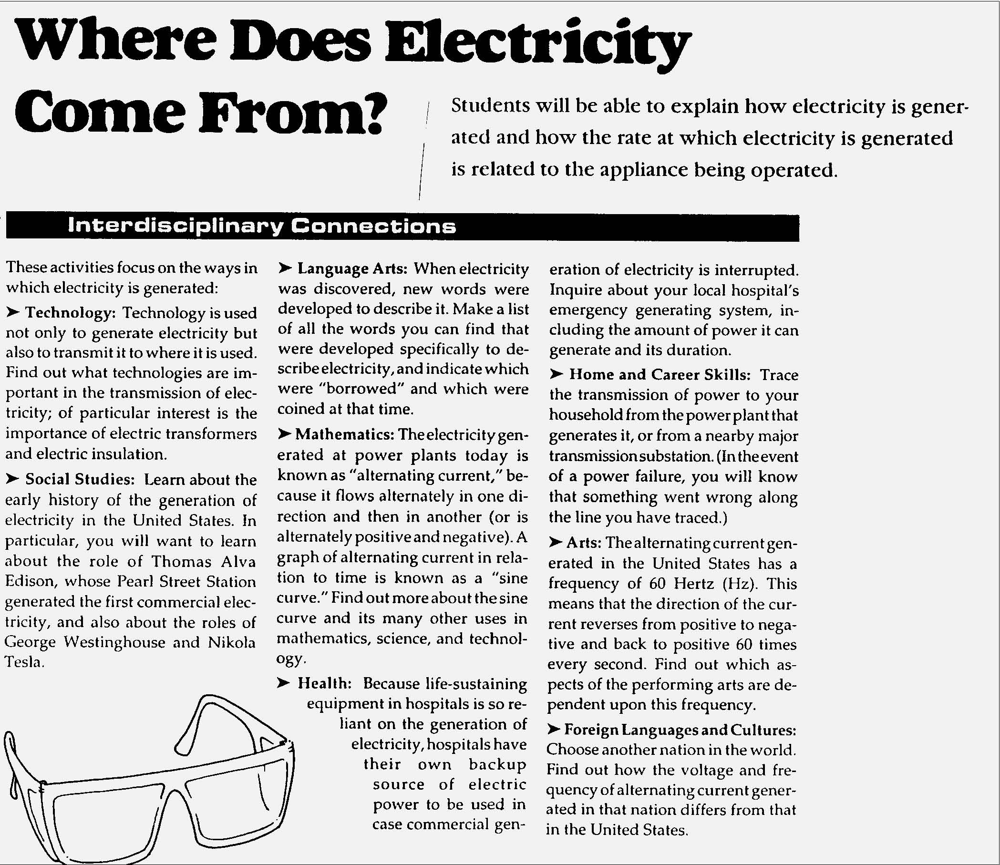 Where Does Electricity
Come From?
Students will be able to explain how electricity is gener-
ated and how the rate at which electricity is generated
is related to the appliance being operated.
Interdisciplinary Connections
These activities focus on the ways in
which electricity is generated:
➤ Technology: Technology is used
not only to generate electricity but
also to transmit it to where it is used.
Find out what technologies are im-
portant in the transmission of elec-
tricity; of particular interest is the
importance of electric transformers
and electric insulation.
➤ Social Studies: Learn about the
early history of the generation of
electricity in the United States. In
particular, you will want to learn
about the role of Thomas Alva
Edison, whose Pearl Street Station
generated the first commercial elec-
tricity, and also about the roles of
George Westinghouse and Nikola
Tesla.
➤ Language Arts: When electricity
was discovered, new words were
developed to describe it. Make a list
of all the words you can find that
were developed specifically to de-
scribe electricity, and indicate which
were "borrowed" and which were
coined at that time.
➤ Mathematics: The electricity gen-
erated at power plants today is
known as "alternating current," be-
cause it flows alternately in one di-
rection and then in another (or is
alternately positive and negative). A
graph of alternating current in rela-
tion to time is known as a "sine
curve." Find out more about the sine
curve and its many other uses in
mathematics, science, and technol-
ogy.
➤ Health: Because life-sustaining
equipment in hospitals is so re-
liant on the generation of
electricity, hospitals have
their own backup
source of electric
power to be used in
case commercial gen-
eration of electricity is interrupted.
Inquire about your local hospital's
emergency generating system, in-
cluding the amount of power it can
generate and its duration.
➤ Home and Career Skills: Trace
the transmission of power to your
household from the power plant that
generates it, or from a nearby major
transmission substation. (In the event
of a power failure, you will know
that something went wrong along
the line you have traced.)
➤ Arts: The alternating current gen-
erated in the United States has a
frequency of 60 Hertz (Hz). This
means that the direction of the cur-
rent reverses from positive to nega-
tive and back to positive 60 times
every second. Find out which as-
pects of the performing arts are de-
pendent upon this frequency.
➤ Foreign Languages and Cultures:
Choose another nation in the world.
Find out how the voltage and fre-
quency of alternating current gener-
ated in that nation differs from that
in the United States.